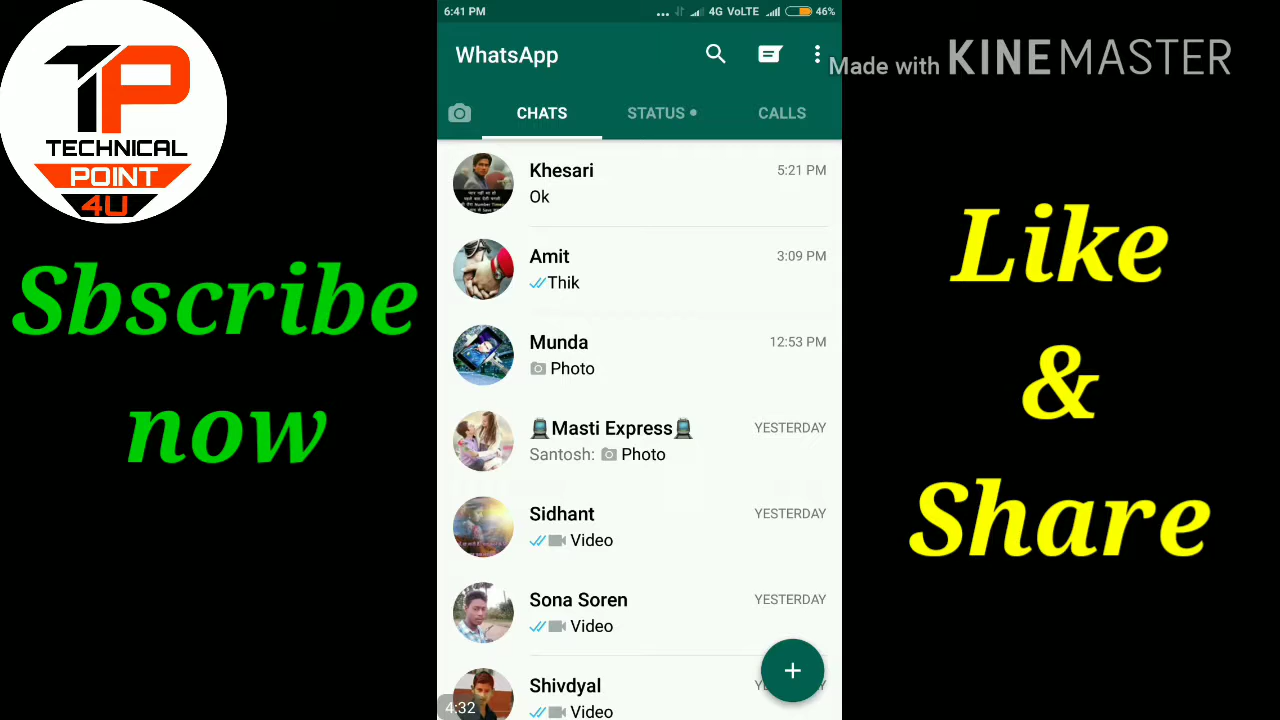 TECHNICAL
POINT
4U
Sbscribe
now
6:41 PM
4G VoLTE
46%
WhatsApp
CHATS
STATUS
CALLS
Khesari
5:21 PM
Ok
Amit
3:09 PM
Thik
Munda
12:53 PM
Photo
Masti Express
YESTERDAY
Santosh: Photo
Sidhant
YESTERDAY
Video
Sona Soren
YESTERDAY
Video
Shivdyal
Video
4:32
Made with KINEMASTER
Like
&
Share